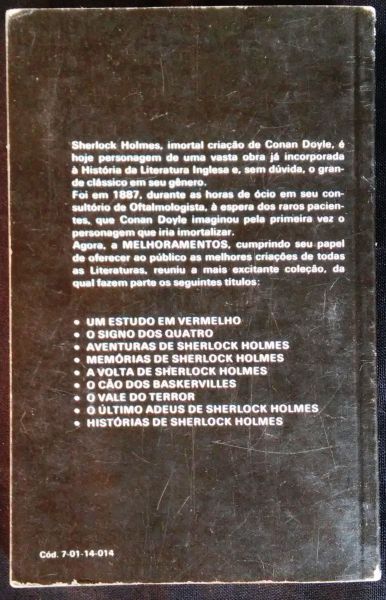 Sherlock Holmes, imortal criação de Conan Doyle, é
hoje personagem de uma vasta obra já incorporada
à História da Literatura Inglesa e, sem dúvida, o gran-
de clássico em seu gênero.
Foi em 1887, durante as horas de ócio em seu con-
sultório de Oftalmologista, à espera dos raros pacien-
tes, que Conan Doyle imaginou pela primeira vez o
personagem que iria imortalizar.
Agora, a MELHORAMENTOS, cumprindo seu papel
de oferecer ao público as melhores criações de todas
as Literaturas, reuniu a mais excitante coleção, da
qual fazem parte os seguintes títulos:
• UM ESTUDO EM VERMELHO
• O SIGNO DOS QUATRO
• AVENTURAS DE SHERLOCK HOLMES
• MEMÓRIAS DE SHERLOCK HOLMES
• A VOLTA DE SHERLOCK HOLMES
• O CÃO DOS BASKERVILLES
• O VALE DO TERROR
• O ÚLTIMO ADEUS DE SHERLOCK HOLMES
• HISTÓRIAS DE SHERLOCK HOLMES
Cód. 7-01-14-014